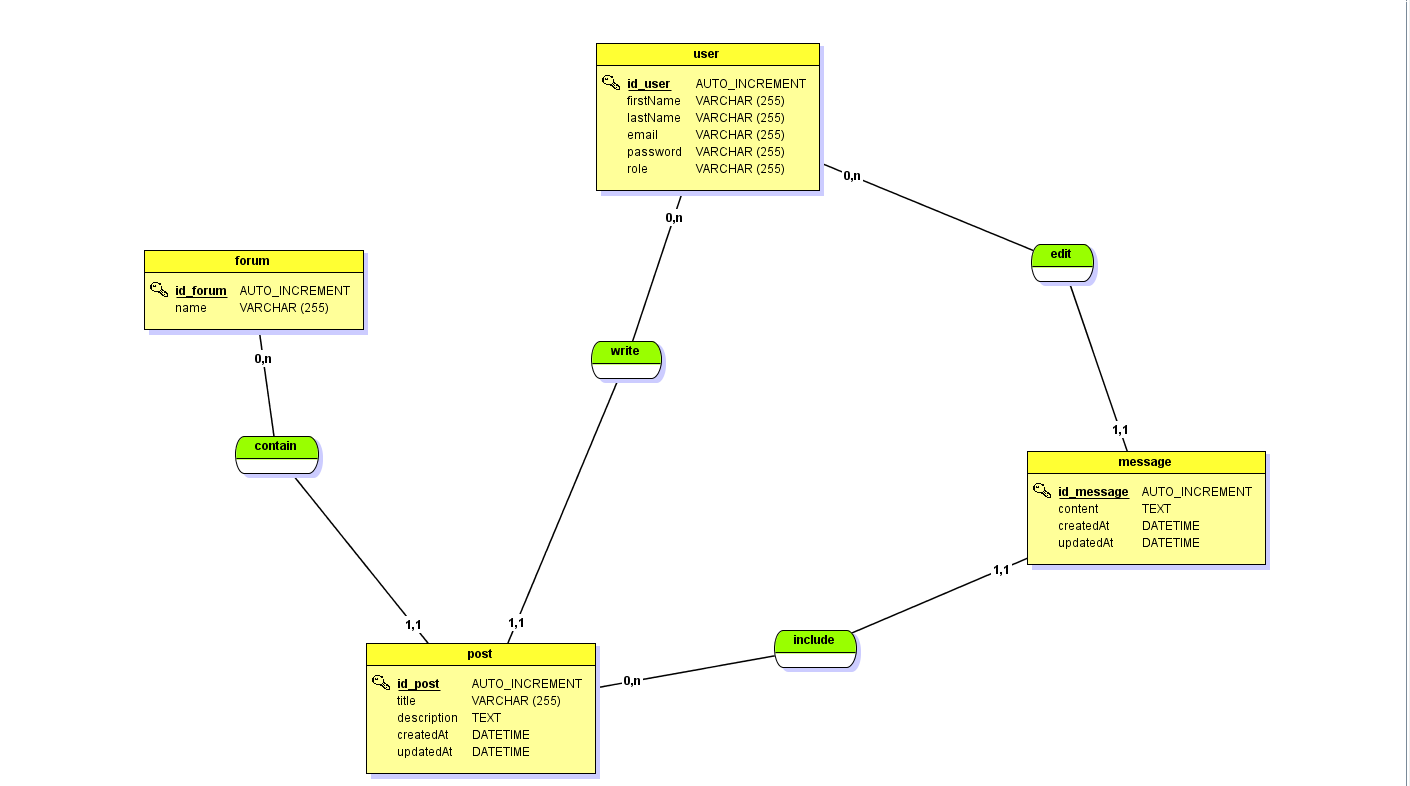 user
id_user AUTO_INCREMENT
firstName VARCHAR (255)
lastName VARCHAR (255)
email VARCHAR (255)
password VARCHAR (255)
role VARCHAR (255)
0,n
0,n
edit
forum
id_forum AUTO_INCREMENT
name VARCHAR (255)
0,n
write
contain
1,1
message
id_message AUTO_INCREMENT
content TEXT
createdAt DATETIME
updatedAt DATETIME
1,1
1,1
1,1
include
0,n
post
id_post AUTO_INCREMENT
title VARCHAR (255)
description TEXT
createdAt DATETIME
updatedAt DATETIME